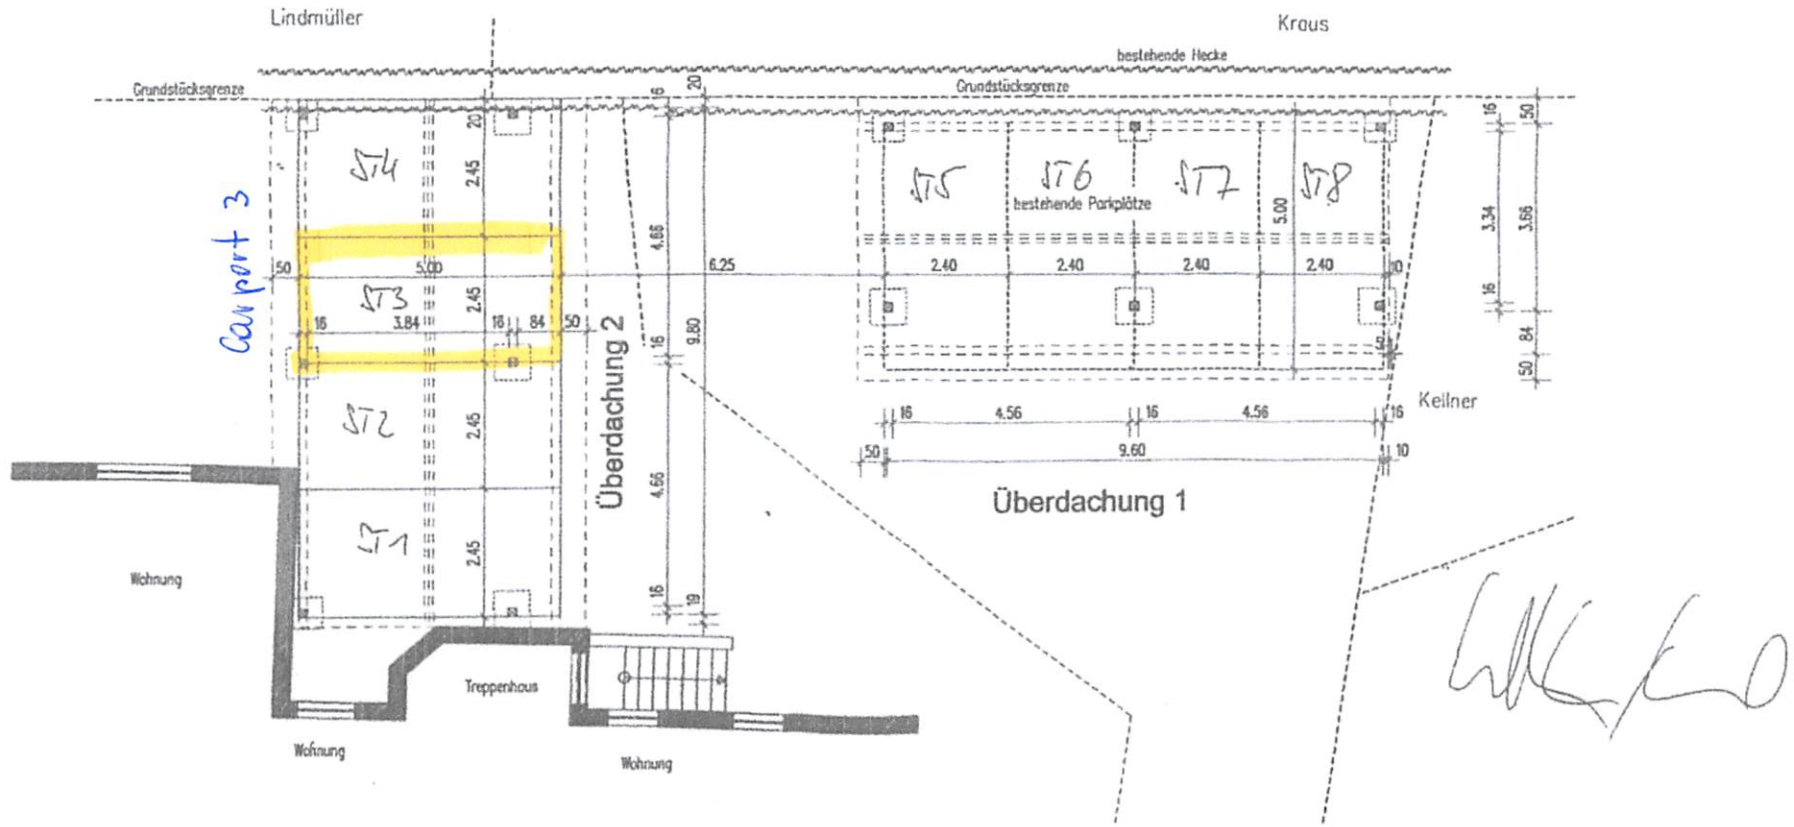 Lindmüller
Kraus
bestehende Hecke
Grundstücksgrenze
Grundstücksgrenze
20
6
20
16
50
ST4
2.45
ST5
ST6
ST7
ST8
bestehende Parkplätze
5.00
3.34
3.66
Carport 3
4.66
50
5.00
6.25
2.40
2.40
2.40
2.40
10
ST3
2.45
16
3.84
16
84
50
16
9.80
16
84
50
Überdachung 2
Kellner
ST2
2.45
16
4.56
16
4.56
16
50
9.60
10
4.66
Überdachung 1
ST1
2.45
16
19
Wohnung
Treppenhaus
Wohnung
Wohnung